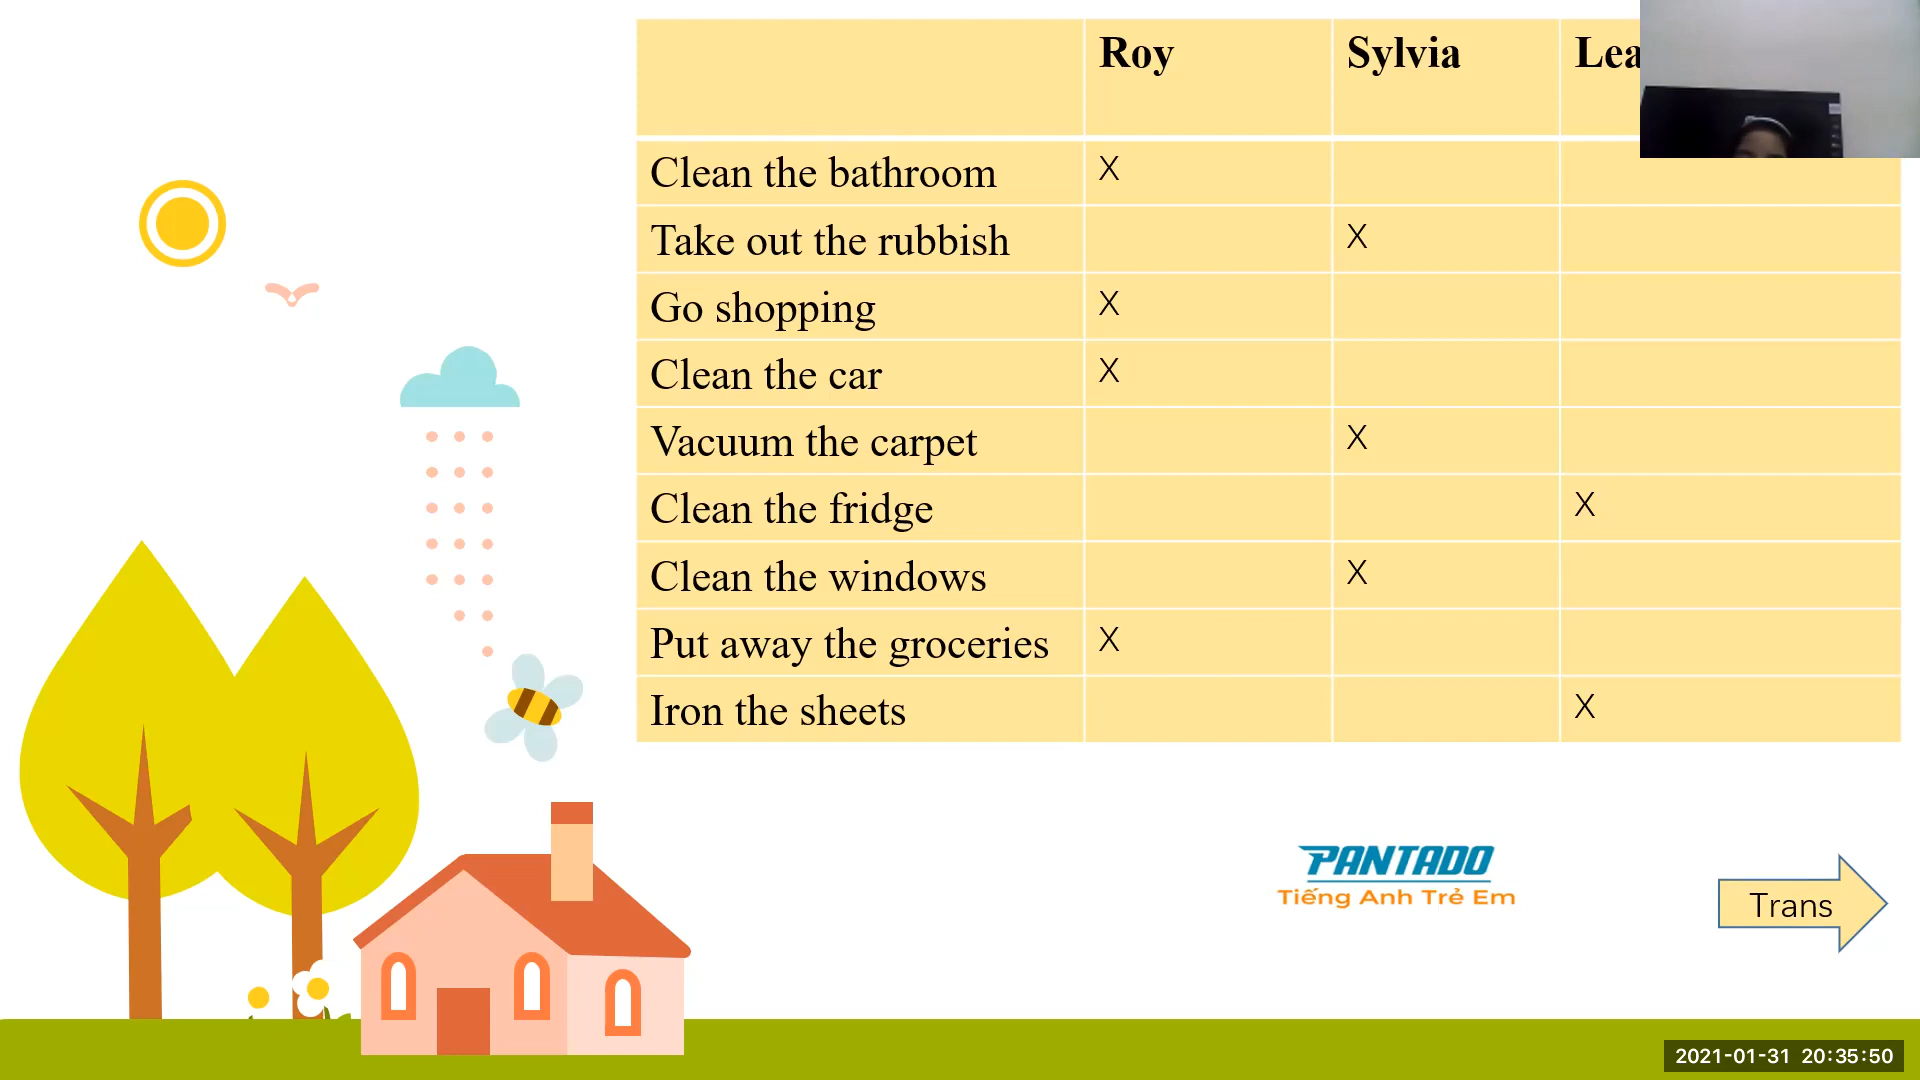 Roy Sylvia Lea
Clean the bathroom X
Take out the rubbish X
Go shopping X
Clean the car X
Vacuum the carpet X
Clean the fridge X
Clean the windows X
Put away the groceries X
Iron the sheets X
PANTADO
Tiếng Anh Trẻ Em
Trans
2021-01-31 20:35:50